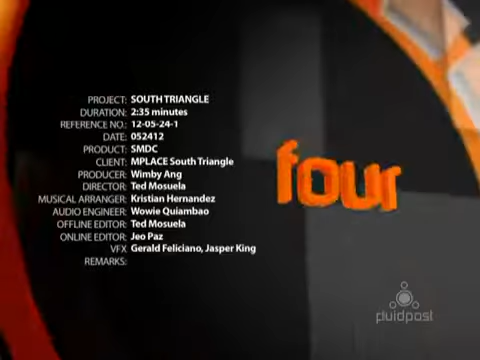 PROJECT: SOUTH TRIANGLE
DURATION: 2:35 minutes
REFERENCE NO.: 12-05-24-1
DATE: 052412
PRODUCT: SMDC
CLIENT: MPLACE South Triangle
PRODUCER: Wimby Ang
DIRECTOR: Ted Mosuela
MUSICAL ARRANGER: Kristian Hernandez
AUDIO ENGINEER: Wowie Quiambao
OFFLINE EDITOR: Ted Mosuela
ONLINE EDITOR: Jeo Paz
VFX Gerald Feliciano, Jasper King
REMARKS:
four
fluidpost